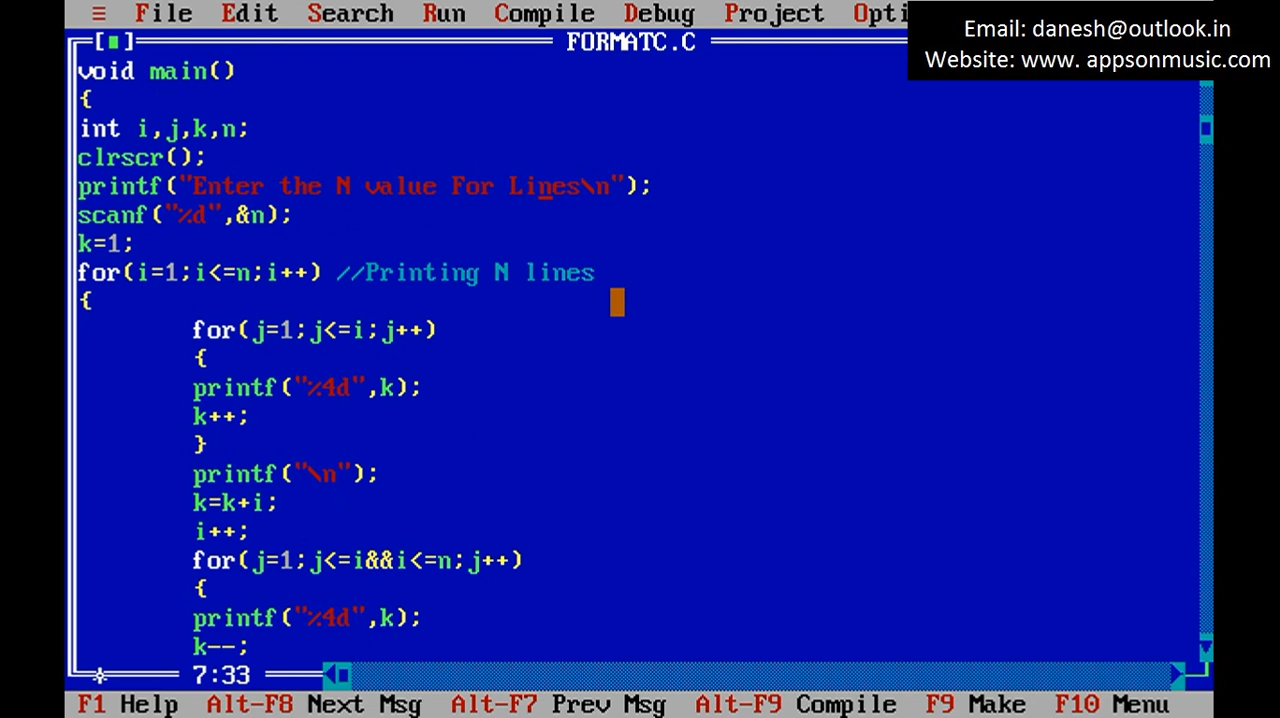 ≡ File Edit Search Run Compile Debug Project Opti
Email: danesh@outlook.in
Website: www. appsonmusic.com
[■] FORMATC.C
void main()
{
int i,j,k,n;
clrscr();
printf("Enter the N value For Lines\n");
scanf("%d",&n);
k=1;
for(i=1;i<=n;i++) //Printing N lines
{
for(j=1;j<=i;j++)
{
printf("%4d",k);
k++;
}
printf("\n");
k=k+i;
i++;
for(j=1;j<=i&&i<=n;j++)
{
printf("%4d",k);
k--;
7:33
F1 Help Alt-F8 Next Msg Alt-F7 Prev Msg Alt-F9 Compile F9 Make F10 Menu